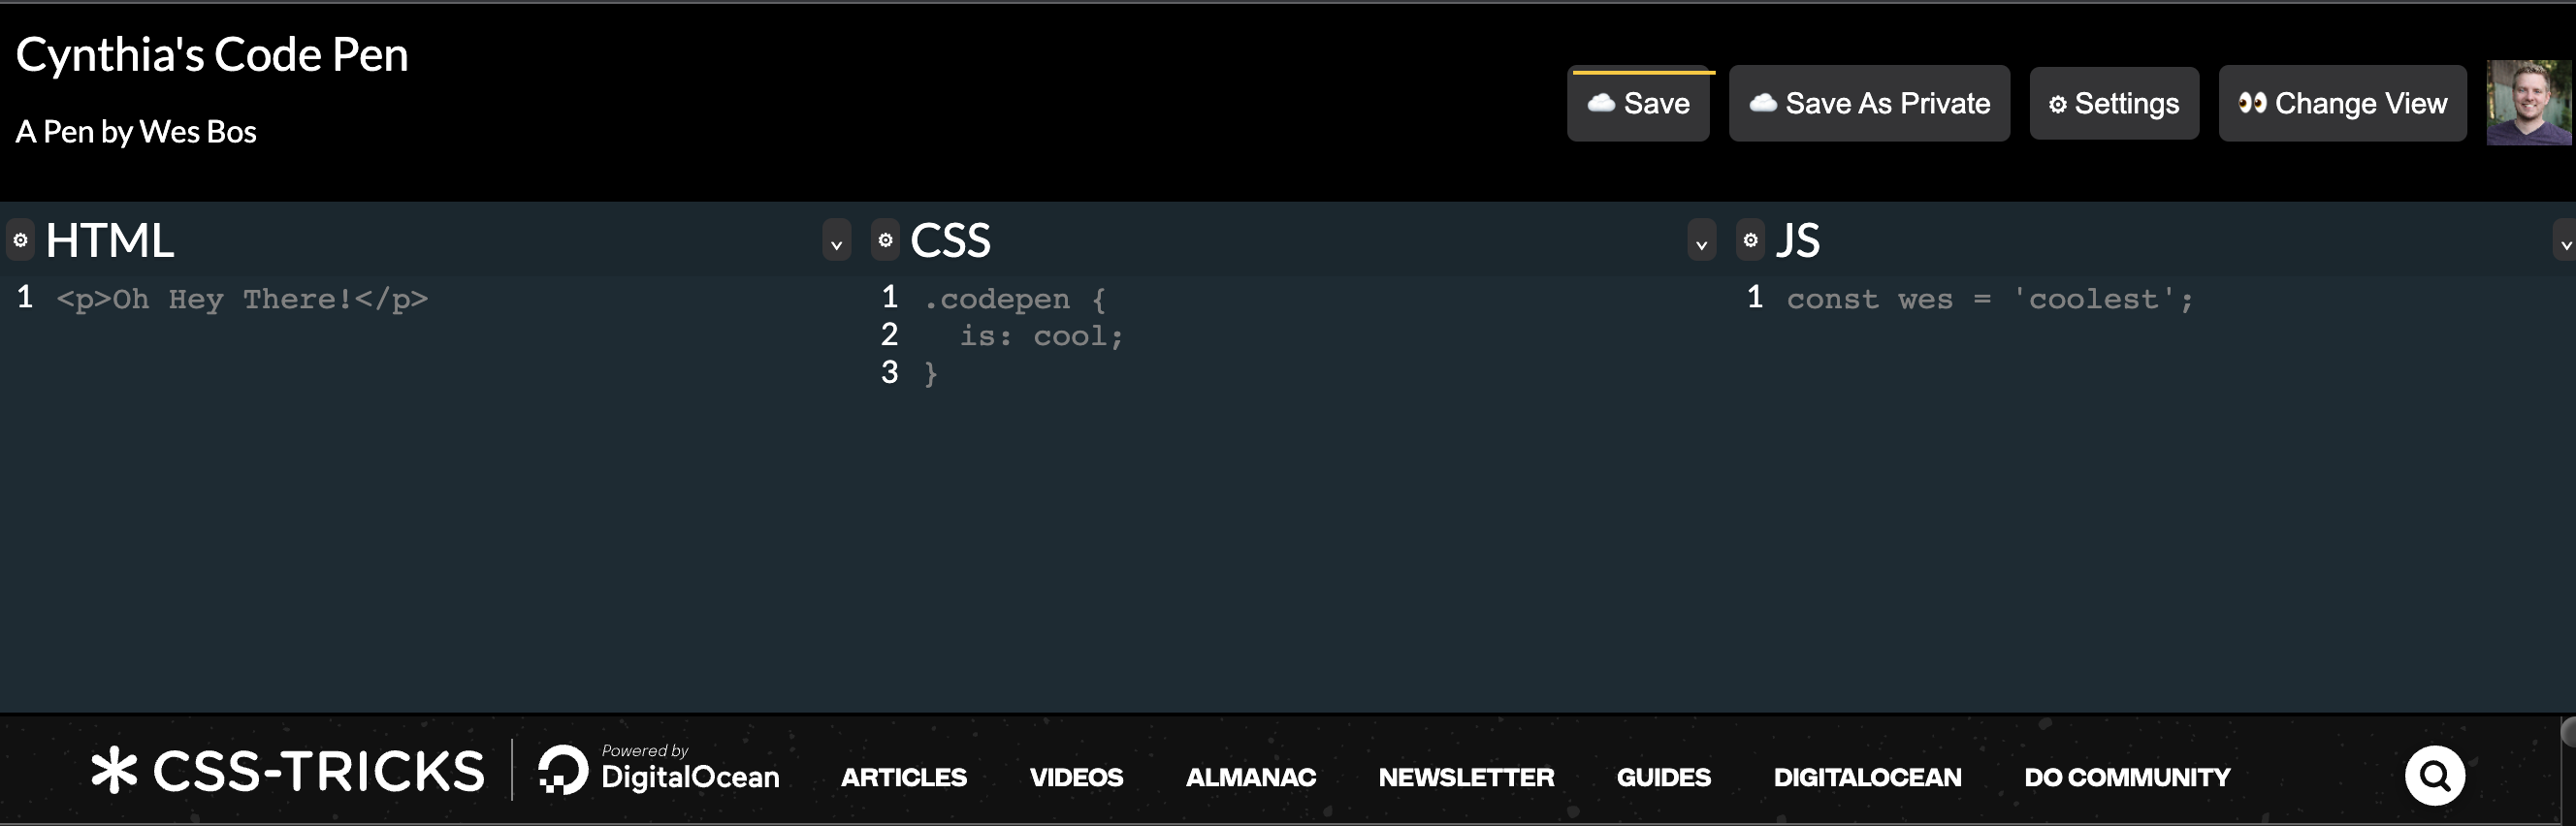 Cynthia's Code Pen
A Pen by Wes Bos
Save
Save As Private
Settings
Change View
HTML
1 <p>Oh Hey There!</p>
CSS
1 .codepen {
2   is: cool;
3 }
JS
1 const wes = 'coolest';
CSS-TRICKS
Powered by
DigitalOcean
ARTICLES
VIDEOS
ALMANAC
NEWSLETTER
GUIDES
DIGITALOCEAN
DO COMMUNITY